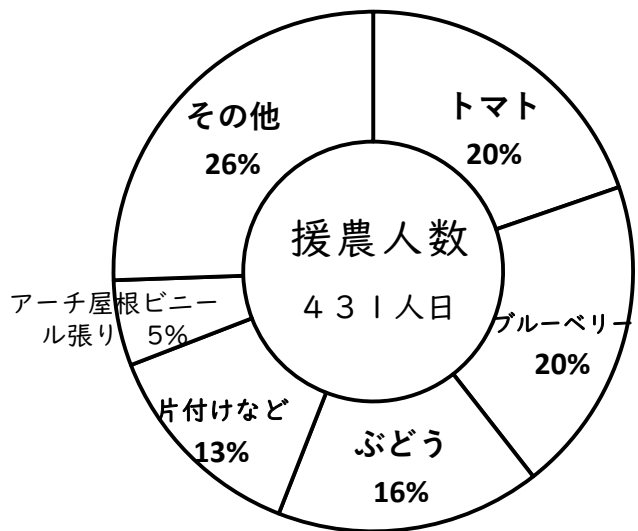 援農人数
431人日
トマト
20%
ブルーベリー
20%
ぶどう
16%
片付けなど
13%
アーチ屋根ビニー
ル張り 5%
その他
26%